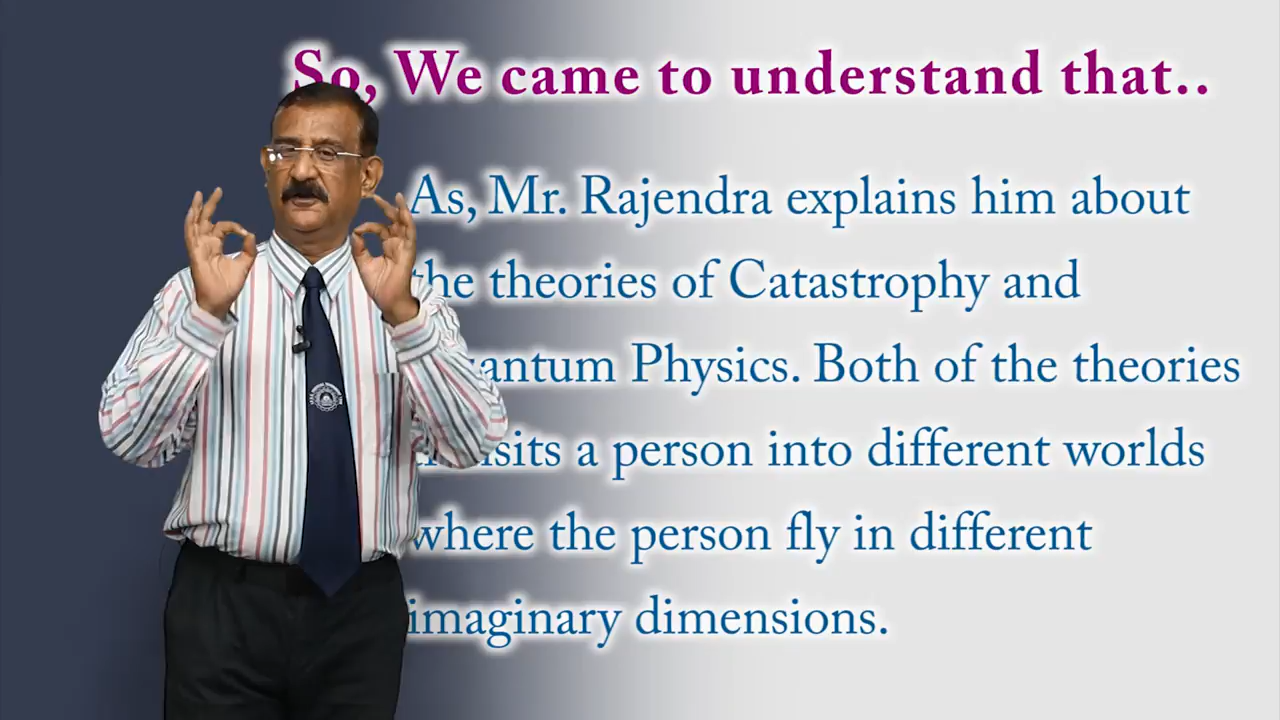 So, We came to understand that..
As, Mr. Rajendra explains him about
the theories of Catastrophy and
Physics. Both of the theories
a person into different worlds
where the person fly in different
imaginary dimensions.